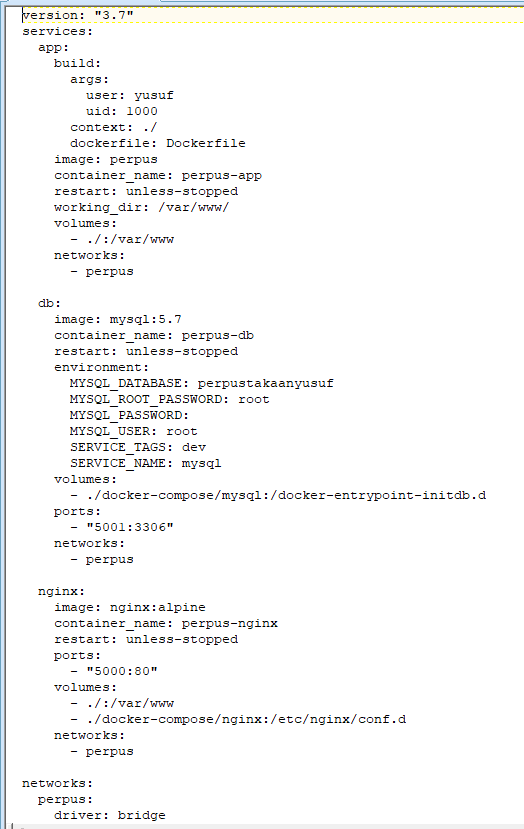 version: "3.7"
services:
  app:
    build:
      args:
        user: yusuf
        uid: 1000
      context: ./
      dockerfile: Dockerfile
    image: perpus
    container_name: perpus-app
    restart: unless-stopped
    working_dir: /var/www/
    volumes:
      - ./:/var/www
    networks:
      - perpus

  db:
    image: mysql:5.7
    container_name: perpus-db
    restart: unless-stopped
    environment:
      MYSQL_DATABASE: perpustakaanyusuf
      MYSQL_ROOT_PASSWORD: root
      MYSQL_PASSWORD:
      MYSQL_USER: root
      SERVICE_TAGS: dev
      SERVICE_NAME: mysql
    volumes:
      - ./docker-compose/mysql:/docker-entrypoint-initdb.d
    ports:
      - "5001:3306"
    networks:
      - perpus

  nginx:
    image: nginx:alpine
    container_name: perpus-nginx
    restart: unless-stopped
    ports:
      - "5000:80"
    volumes:
      - ./:/var/www
      - ./docker-compose/nginx:/etc/nginx/conf.d
    networks:
      - perpus

networks:
  perpus:
    driver: bridge